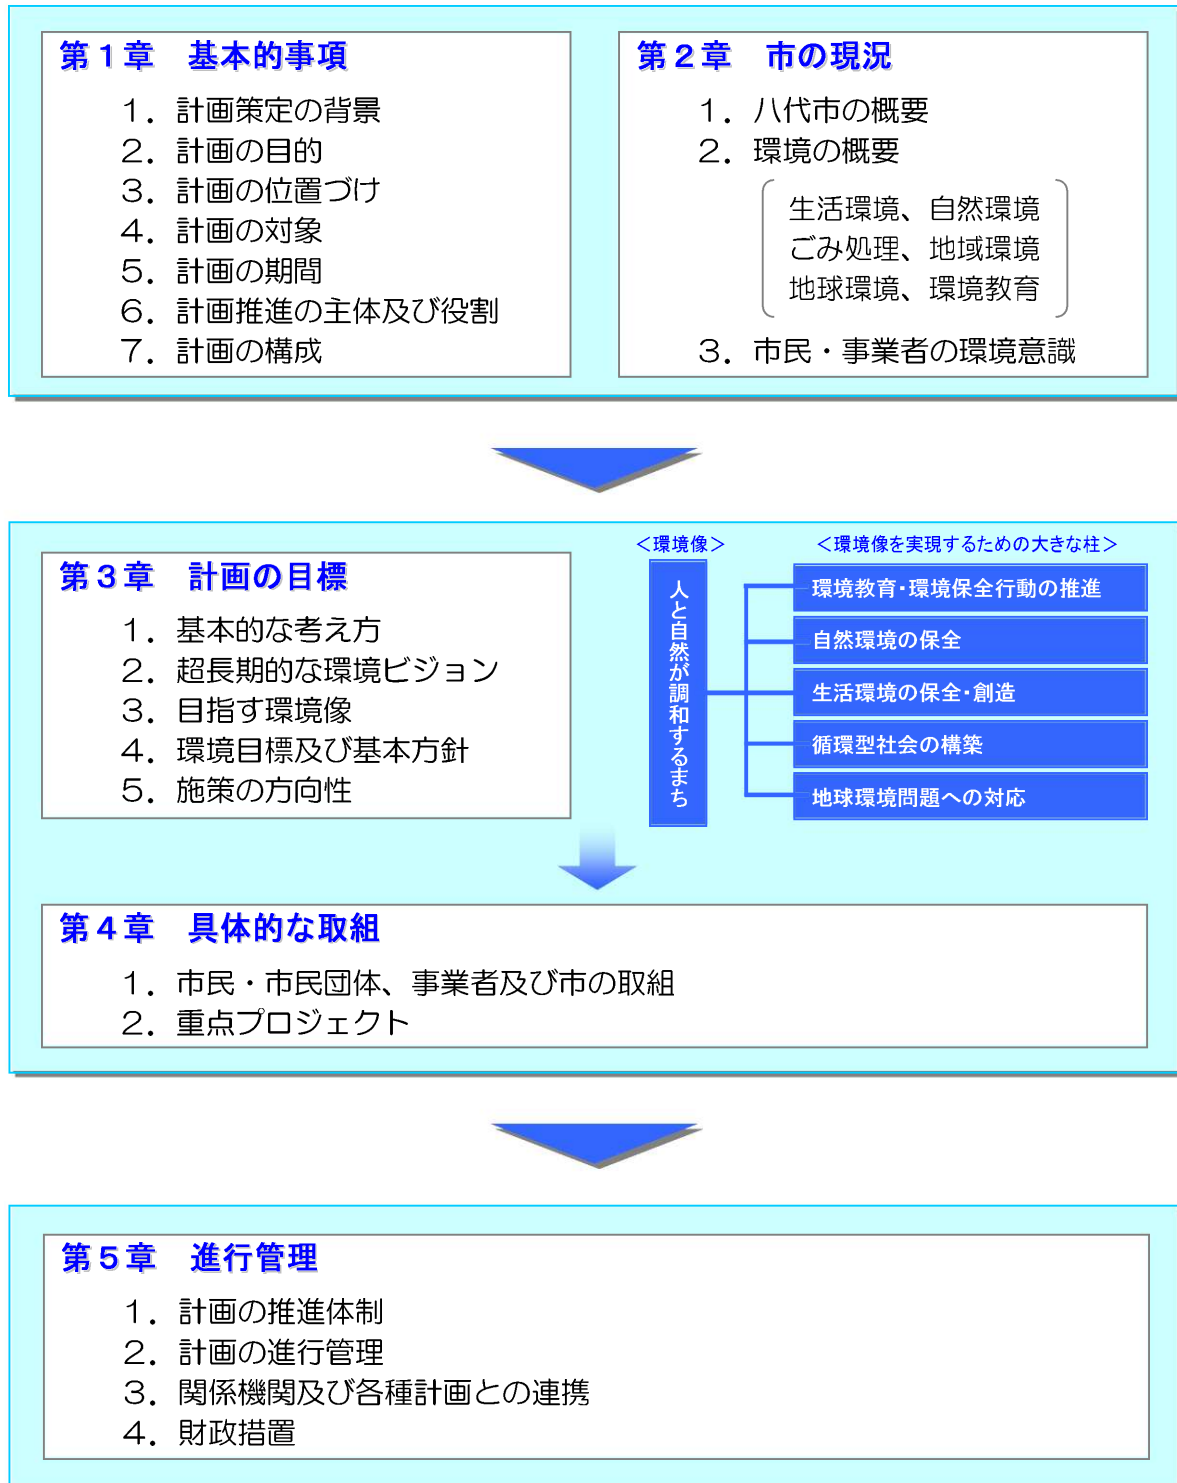 第１章　基本的事項
１．計画策定の背景
２．計画の目的
３．計画の位置づけ
４．計画の対象
５．計画の期間
６．計画推進の主体及び役割
７．計画の構成
第２章　市の現況
１．八代市の概要
２．環境の概要
生活環境、自然環境
ごみ処理、地域環境
地球環境、環境教育
３．市民・事業者の環境意識
第３章　計画の目標
１．基本的な考え方
２．超長期的な環境ビジョン
３．目指す環境像
４．環境目標及び基本方針
５．施策の方向性
＜環境像＞
人と自然が調和するまち
＜環境像を実現するための大きな柱＞
環境教育・環境保全行動の推進
自然環境の保全
生活環境の保全・創造
循環型社会の構築
地球環境問題への対応
第４章　具体的な取組
１．市民・市民団体、事業者及び市の取組
２．重点プロジェクト
第５章　進行管理
１．計画の推進体制
２．計画の進行管理
３．関係機関及び各種計画との連携
４．財政措置